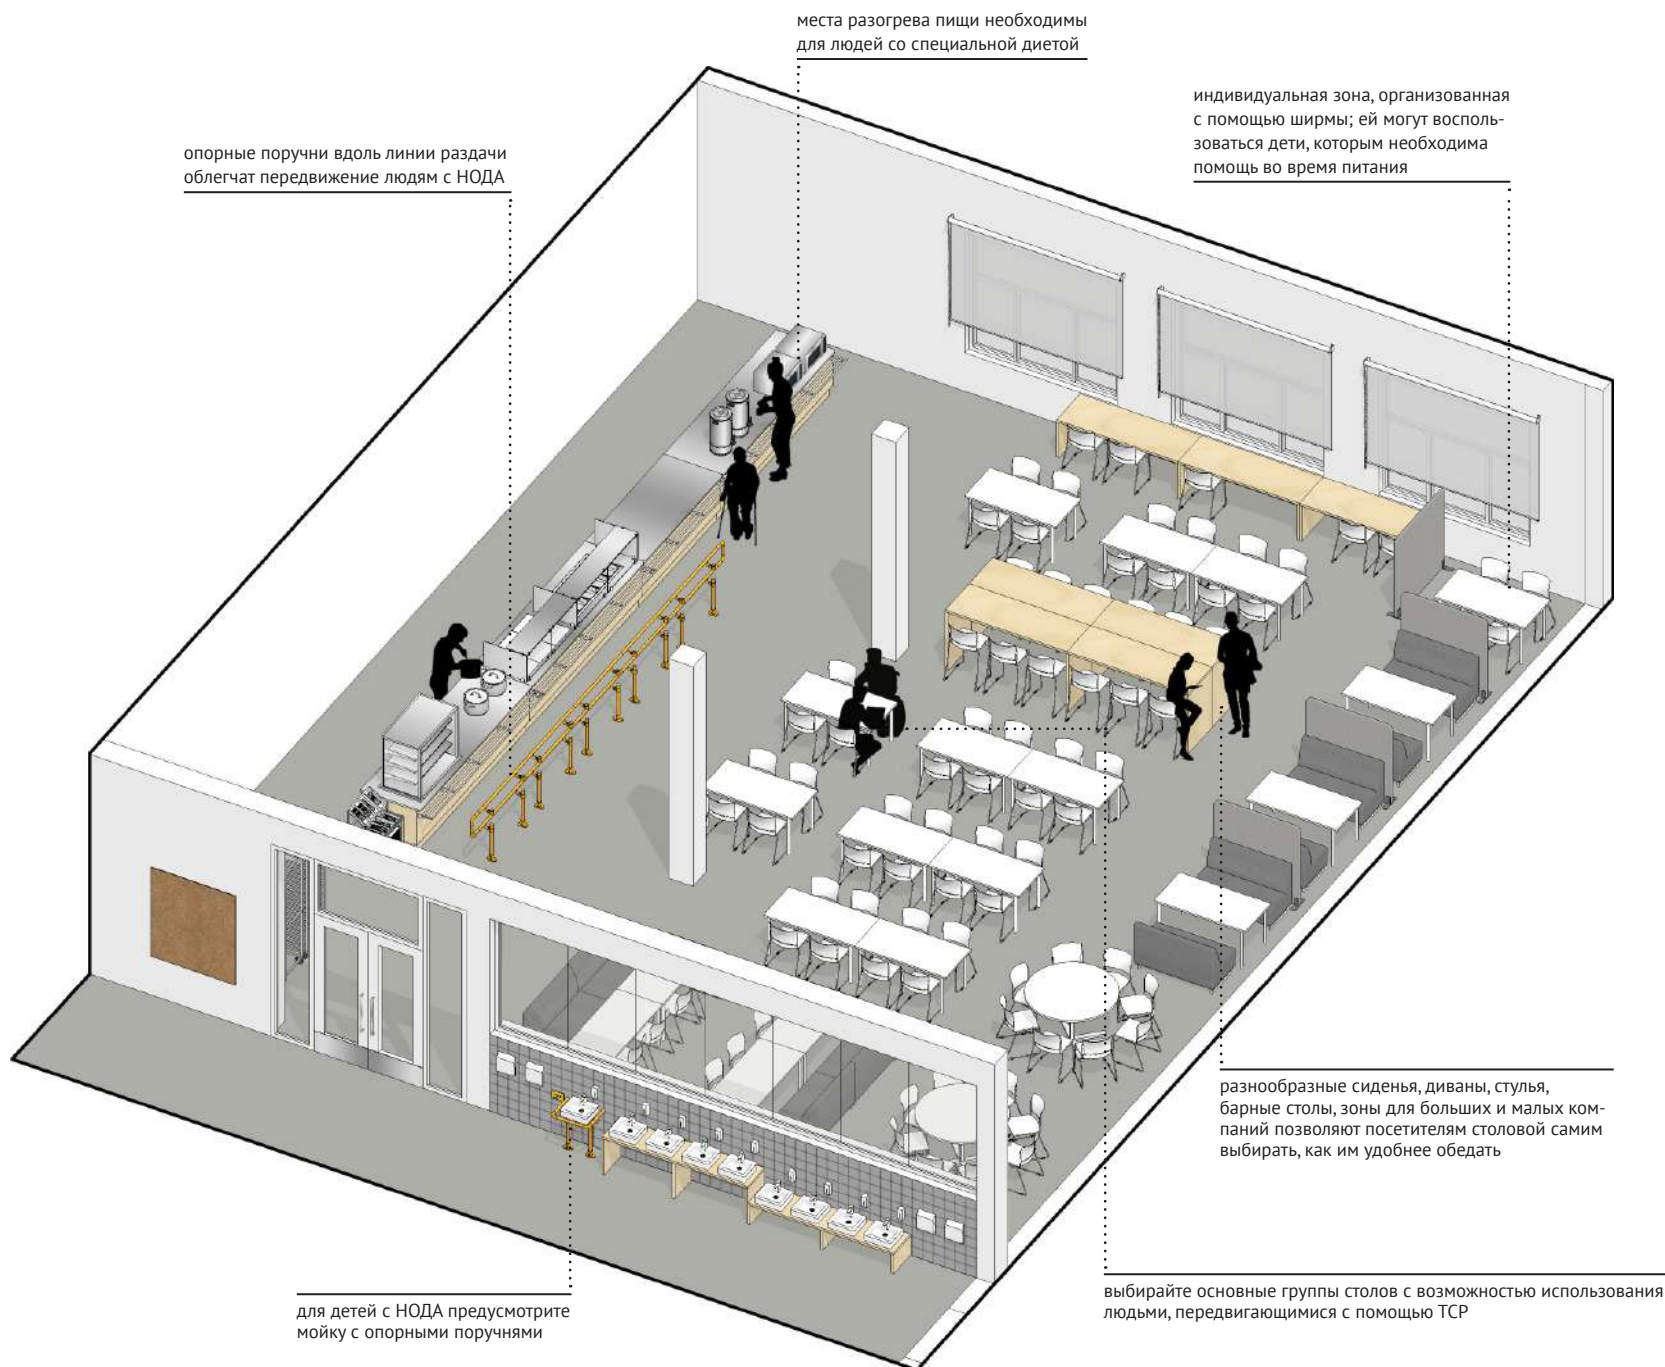 места разогрева пищи необходимы
для людей со специальной диетой
индивидуальная зона, организованная
с помощью ширмы; ей могут восполь-
зоваться дети, которым необходима
помощь во время питания
опорные поручни вдоль линии раздачи
облегчат передвижение людям с НОДА
разнообразные сиденья, диваны, стулья,
барные столы, зоны для больших и малых ком-
паний позволяют посетителям столовой самим
выбирать, как им удобнее обедать
выбирайте основные группы столов с возможностью использования
людьми, передвигающимися с помощью ТСР
для детей с НОДА предусмотрите
мойку с опорными поручнями